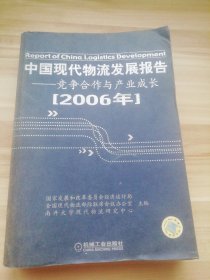 Report of China Logistics Development
中国现代物流发展报告
——竞争合作与产业成长
[2006年]
国家发展和改革委员会经济运行局
全国现代物流部际联席会议办公室 主编
南开大学现代物流研究中心
机械工业出版社